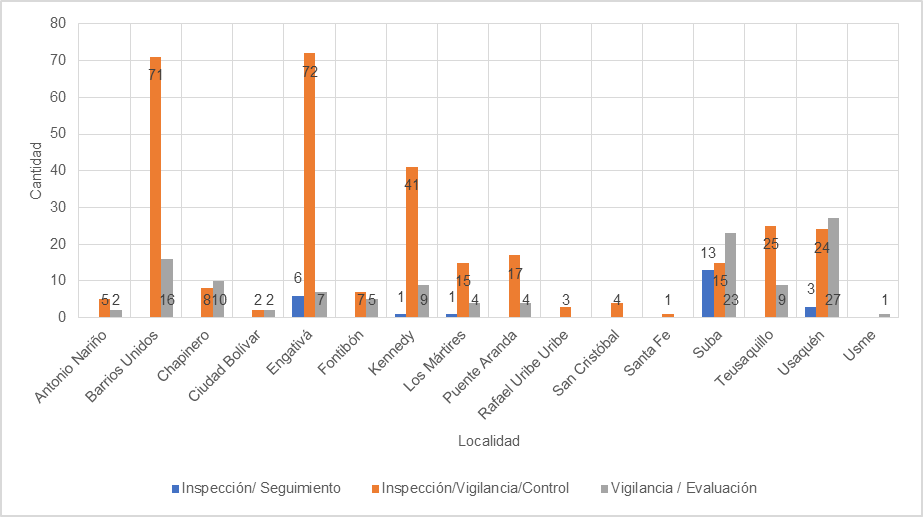 80
70
60
50
40
30
20
10
0
Cantidad
5 2
71 16
8 10
2 2
6 72 7
7 5
1 41 9
1 15 4
17 4
3
4
1
13 15 23
25 9
3 24 27
1
Antonio Nariño
Barrios Unidos
Chapinero
Ciudad Bolívar
Engativá
Fontibón
Kennedy
Los Mártires
Puente Aranda
Rafael Uribe Uribe
San Cristóbal
Santa Fe
Suba
Teusaquillo
Usaquén
Usme
Localidad
Inspección/ Seguimiento
Inspección/Vigilancia/Control
Vigilancia / Evaluación